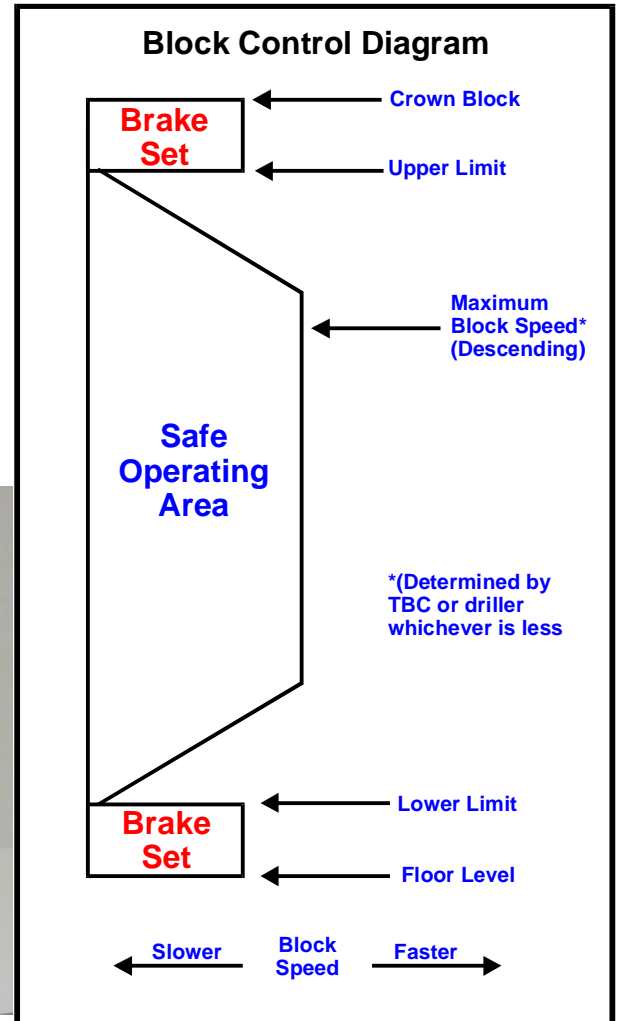 Block Control Diagram
Crown Block
Brake
Set
Upper Limit
Maximum
Block Speed*
(Descending)
Safe
Operating
Area
*(Determined by
TBC or driller
whichever is less
Lower Limit
Brake
Set
Floor Level
Slower
Block
Speed
Faster